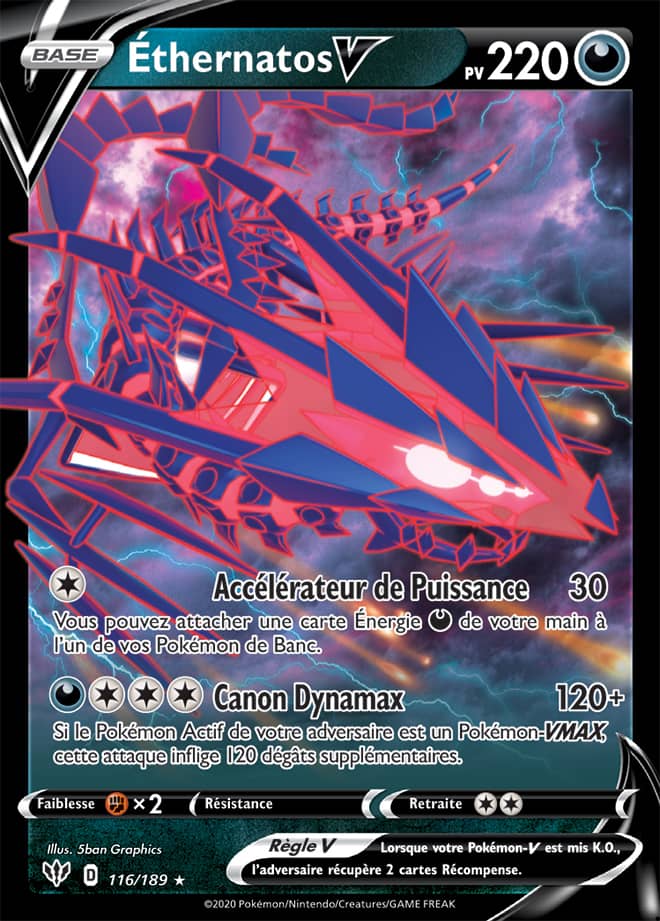 BASE Éthernatos V PV 220
Accélérateur de Puissance 30
Vous pouvez attacher une carte Énergie de votre main à
l'un de vos Pokémon de Banc.
Canon Dynamax 120+
Si le Pokémon Actif de votre adversaire est un Pokémon-VMAX,
cette attaque inflige 120 dégâts supplémentaires.
Faiblesse ×2 Résistance Retraite
Illus. 5ban Graphics
Règle V Lorsque votre Pokémon-V est mis K.O.,
l'adversaire récupère 2 cartes Récompense.
D 116/189 ★
©2020 Pokémon/Nintendo/Creatures/GAME FREAK